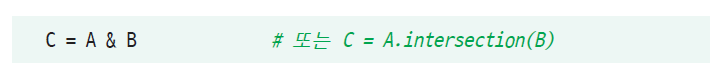 C = A & B # 또는 C = A.intersection(B)